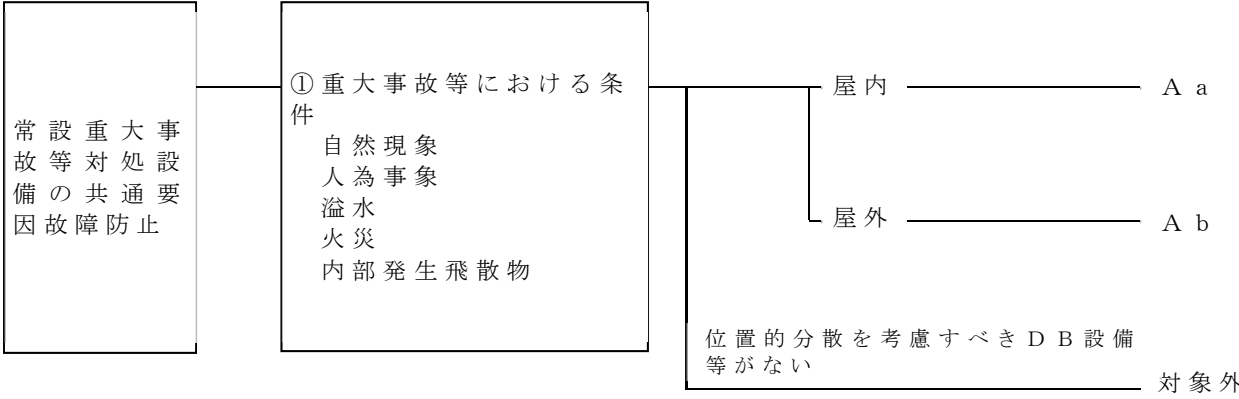 常設重大事
故等対処設
備の共通要
因故障防止
①重大事故等における条
件
自然現象
人為事象
溢水
火災
内部発生飛散物
屋内
Ａａ
屋外
Ａｂ
位置的分散を考慮すべきＤＢ設備
等がない
対象外